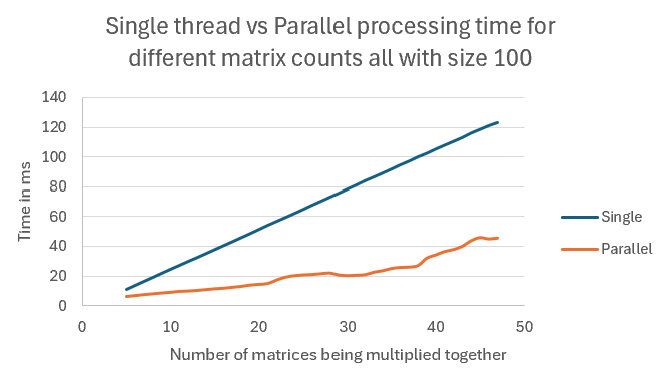 Single thread vs Parallel processing time for
different matrix counts all with size 100
140
120
100
80
60
40
20
0
Time in ms
0 10 20 30 40 50
Number of matrices being multiplied together
Single
Parallel